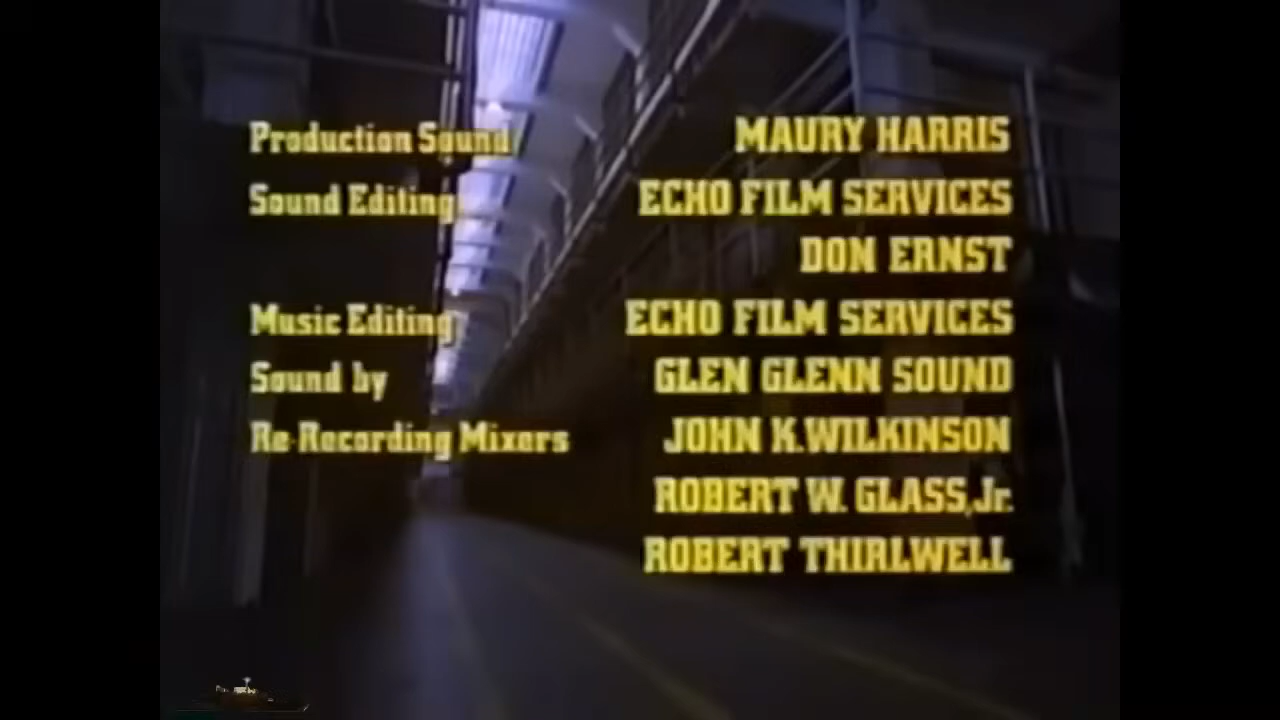 Production Sound MAURY HARRIS
Sound Editing ECHO FILM SERVICES
DON ERNST
Music Editing ECHO FILM SERVICES
Sound by GLEN GLENN SOUND
Re-Recording Mixers JOHN K.WILKINSON
ROBERT W. GLASS,Jr.
ROBERT THIRLWELL